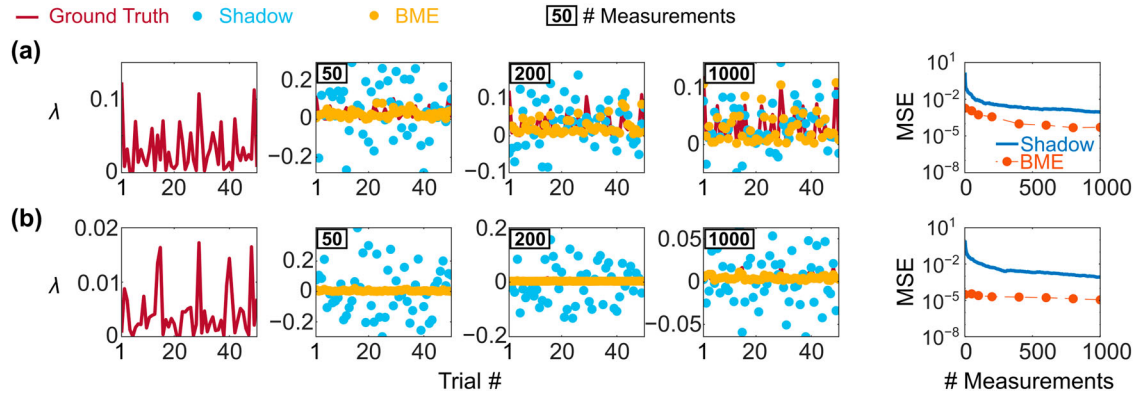 Ground Truth Shadow BME 50 # Measurements
(a)
λ
0.1
0
1 20 40
50
0.2
0
−0.2
1 20 40
200
0.1
0
−0.1
1 20 40
1000
0.1
0
1 20 40
MSE
10^1
10^-2
10^-5
10^-8
Shadow
BME
0 500 1000
(b)
λ
0.02
0.01
0
1 20 40
50
0.2
0
−0.2
1 20 40
200
0.2
0
−0.2
1 20 40
1000
0.05
0
−0.05
1 20 40
MSE
10^1
10^-2
10^-5
10^-8
0 500 1000
Trial #
# Measurements